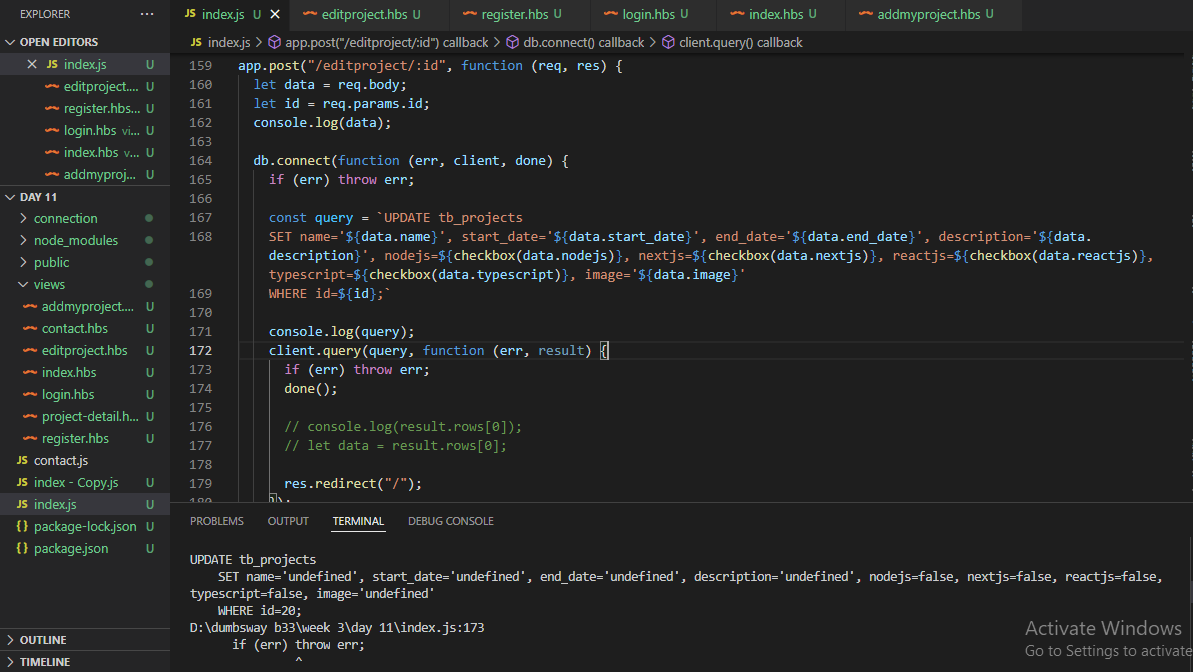 EXPLORER ...
JS index.js U
editproject.hbs U
register.hbs U
login.hbs U
index.hbs U
addmyproject.hbs U
OPEN EDITORS
JS index.js U
editproject.... U
register.hbs... U
login.hbs vi... U
index.hbs v... U
addmyproj... U
DAY 11
connection
node_modules
public
views
addmyproject.... U
contact.hbs U
editproject.hbs U
index.hbs U
login.hbs U
project-detail.h... U
register.hbs U
JS contact.js
JS index - Copy.js U
JS index.js U
{} package-lock.json U
{} package.json U
OUTLINE
TIMELINE
JS index.js > app.post("/editproject/:id") callback > db.connect() callback > client.query() callback
159 app.post("/editproject/:id", function (req, res) {
160 let data = req.body;
161 let id = req.params.id;
162 console.log(data);
163
164 db.connect(function (err, client, done) {
165 if (err) throw err;
166
167 const query = `UPDATE tb_projects
168 SET name='${data.name}', start_date='${data.start_date}', end_date='${data.end_date}', description='${data.
description}', nodejs=${checkbox(data.nodejs)}, nextjs=${checkbox(data.nextjs)}, reactjs=${checkbox(data.reactjs)},
typescript=${checkbox(data.typescript)}, image='${data.image}'
169 WHERE id=${id};`
170
171 console.log(query);
172 client.query(query, function (err, result) {
173 if (err) throw err;
174 done();
175
176 // console.log(result.rows[0]);
177 // let data = result.rows[0];
178
179 res.redirect("/");
180 });
PROBLEMS OUTPUT TERMINAL DEBUG CONSOLE
UPDATE tb_projects
SET name='undefined', start_date='undefined', end_date='undefined', description='undefined', nodejs=false, nextjs=false, reactjs=false,
typescript=false, image='undefined'
WHERE id=20;
D:\dumbsway b33\week 3\day 11\index.js:173
if (err) throw err;
^
Activate Windows
Go to Settings to activate